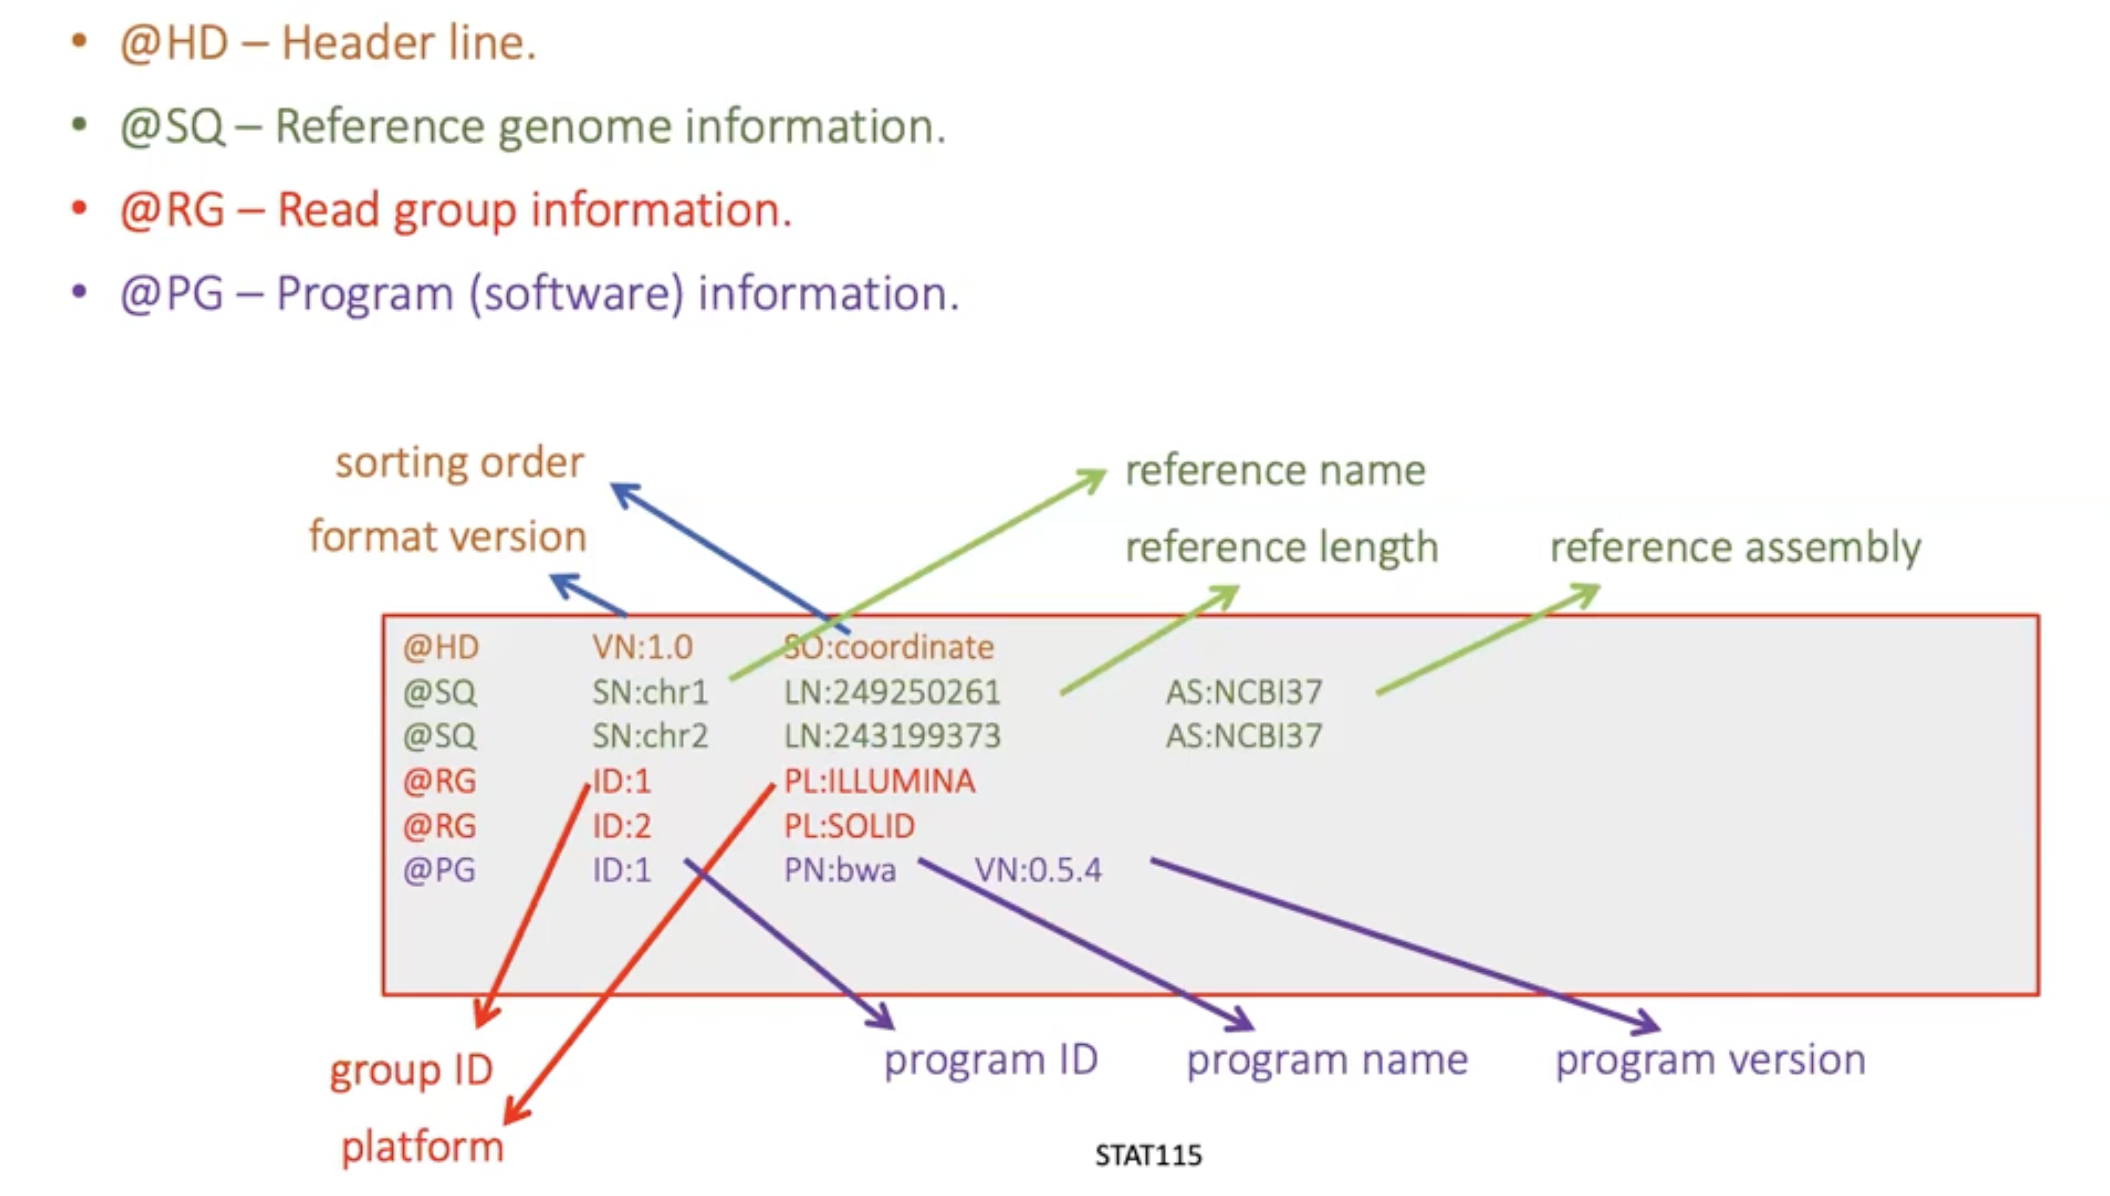 • @HD – Header line.
• @SQ – Reference genome information.
• @RG – Read group information.
• @PG – Program (software) information.
sorting order
reference name
format version
reference length
reference assembly
@HD VN:1.0 SO:coordinate
@SQ SN:chr1 LN:249250261 AS:NCBI37
@SQ SN:chr2 LN:243199373 AS:NCBI37
@RG ID:1 PL:ILLUMINA
@RG ID:2 PL:SOLID
@PG ID:1 PN:bwa VN:0.5.4
group ID
program ID
program name
program version
platform
STAT115